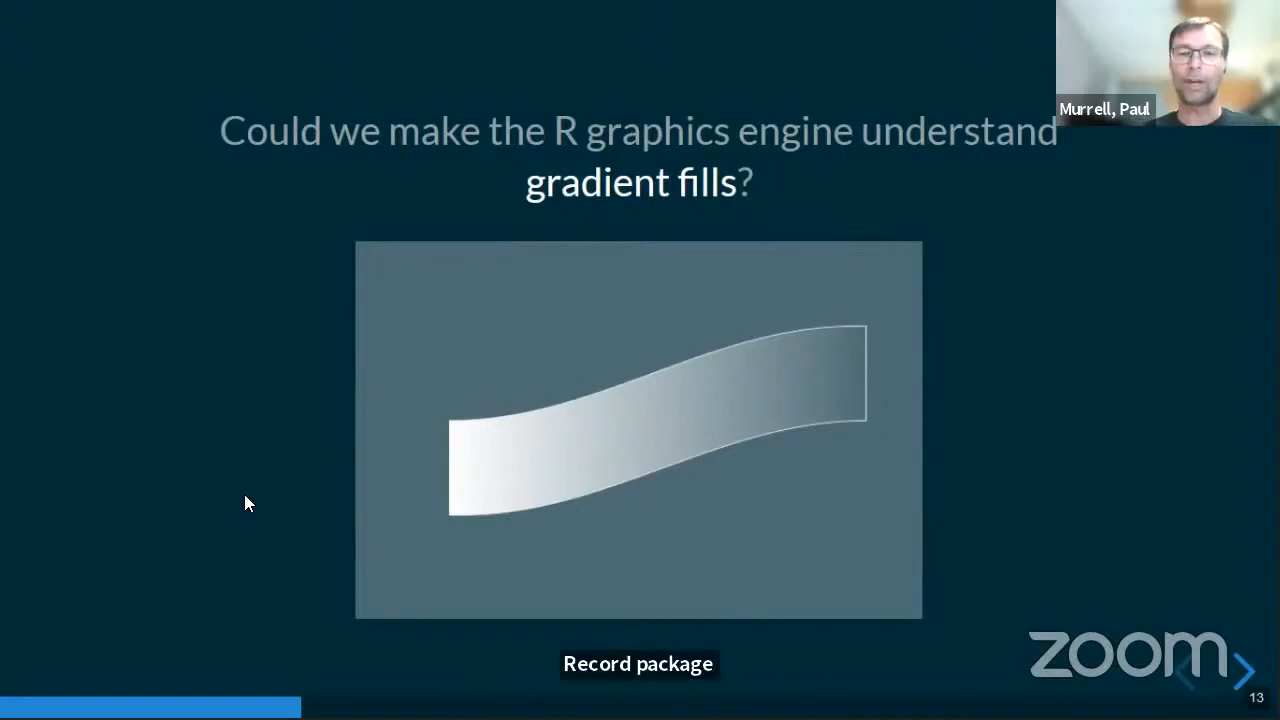 Could we make the R graphics engine understand
gradient fills?
Murrell, Paul
Record package
zoom
13